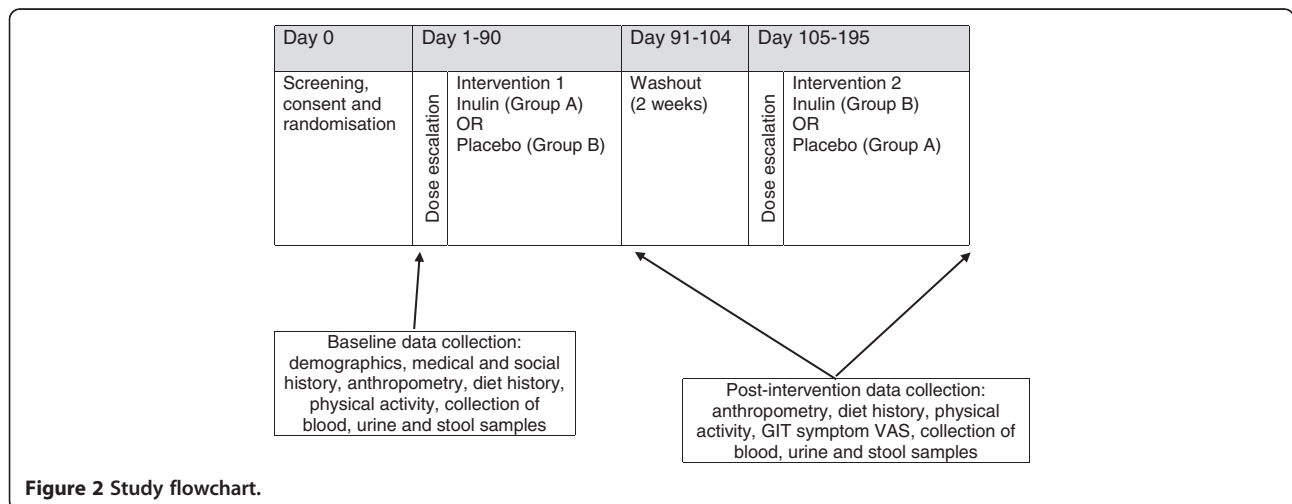 Day 0
Day 1-90
Day 91-104
Day 105-195
Screening,
consent and
randomisation
Dose escalation
Intervention 1
Inulin (Group A)
OR
Placebo (Group B)
Washout
(2 weeks)
Dose escalation
Intervention 2
Inulin (Group B)
OR
Placebo (Group A)
Baseline data collection:
demographics, medical and social
history, anthropometry, diet history,
physical activity, collection of
blood, urine and stool samples
Post-intervention data collection:
anthropometry, diet history, physical
activity, GIT symptom VAS, collection of
blood, urine and stool samples
Figure 2 Study flowchart.